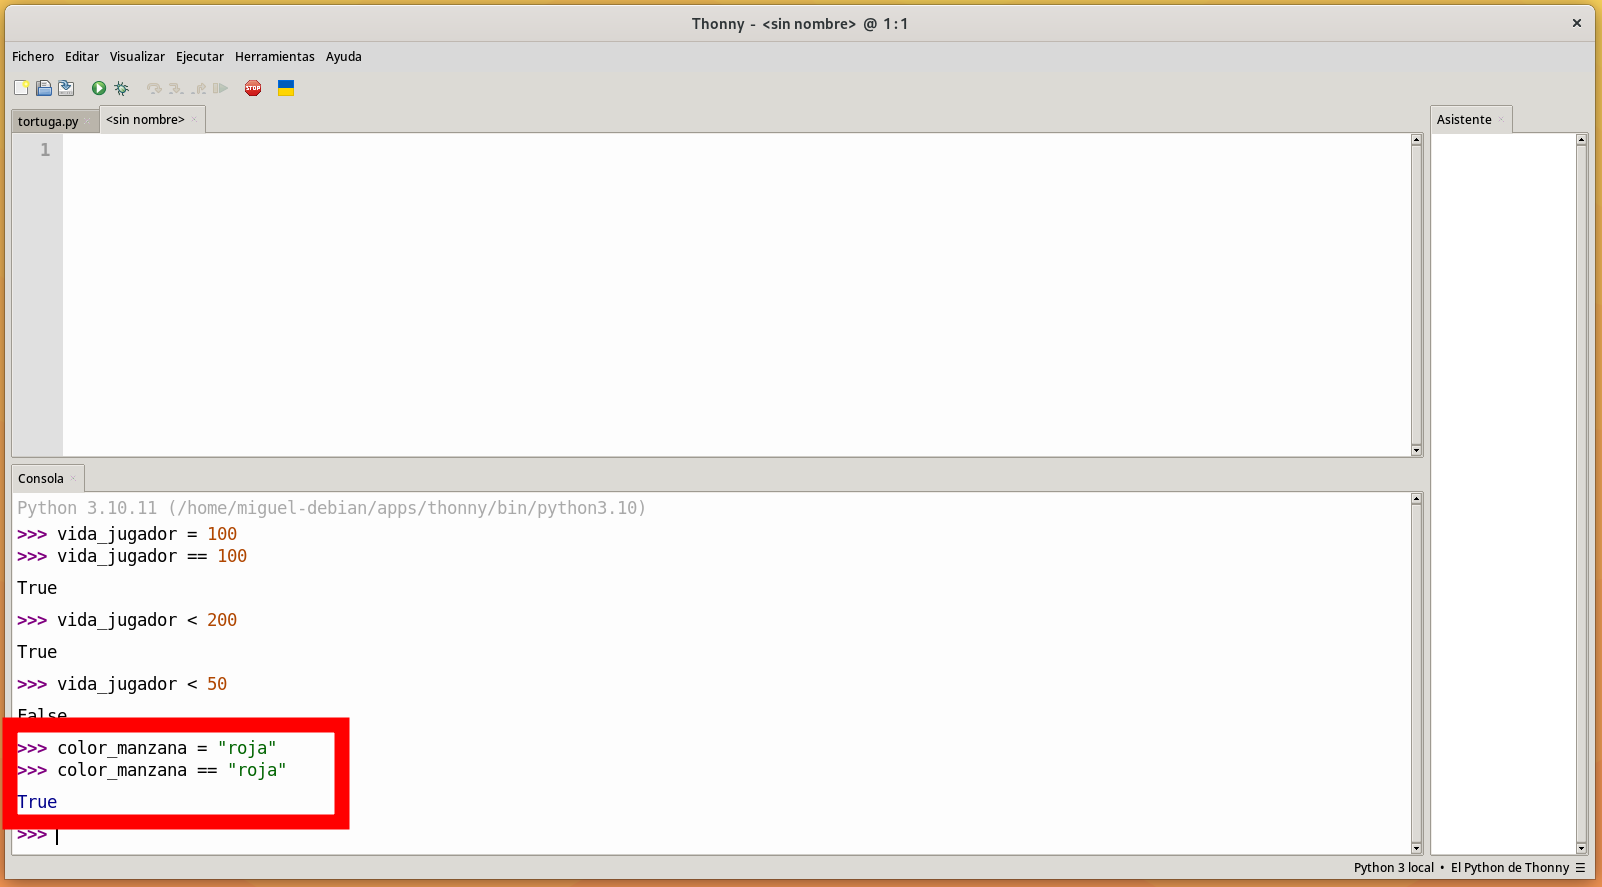 Thonny - <sin nombre> @ 1:1
Fichero Editar Visualizar Ejecutar Herramientas Ayuda
STOP
tortuga.py <sin nombre>
Asistente
1
Consola
Python 3.10.11 (/home/miguel-debian/apps/thonny/bin/python3.10)
>>> vida_jugador = 100
>>> vida_jugador == 100
True
>>> vida_jugador < 200
True
>>> vida_jugador < 50
False
>>> color_manzana = "roja"
>>> color_manzana == "roja"
True
>>>
Python 3 local • El Python de Thonny ☰